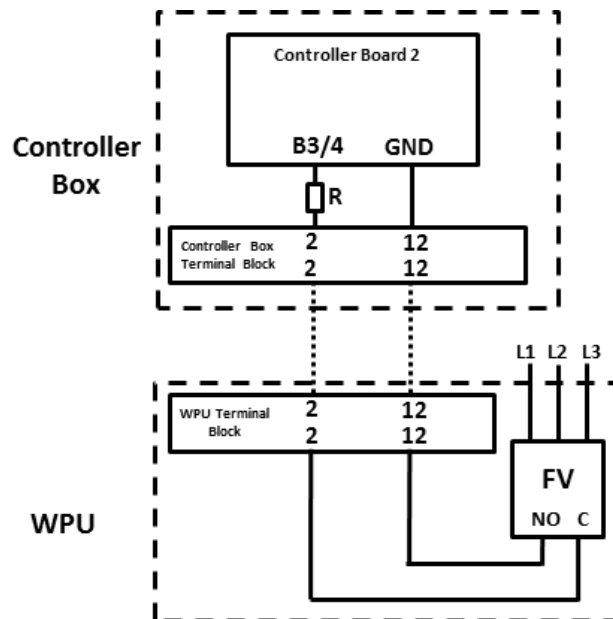 Controller Board 2
B3/4 GND
Controller
Box
R
Controller Box
Terminal Block
2 12
2 12
L1 L2 L3
WPU Terminal
Block
2 12
2 12
FV
NO C
WPU